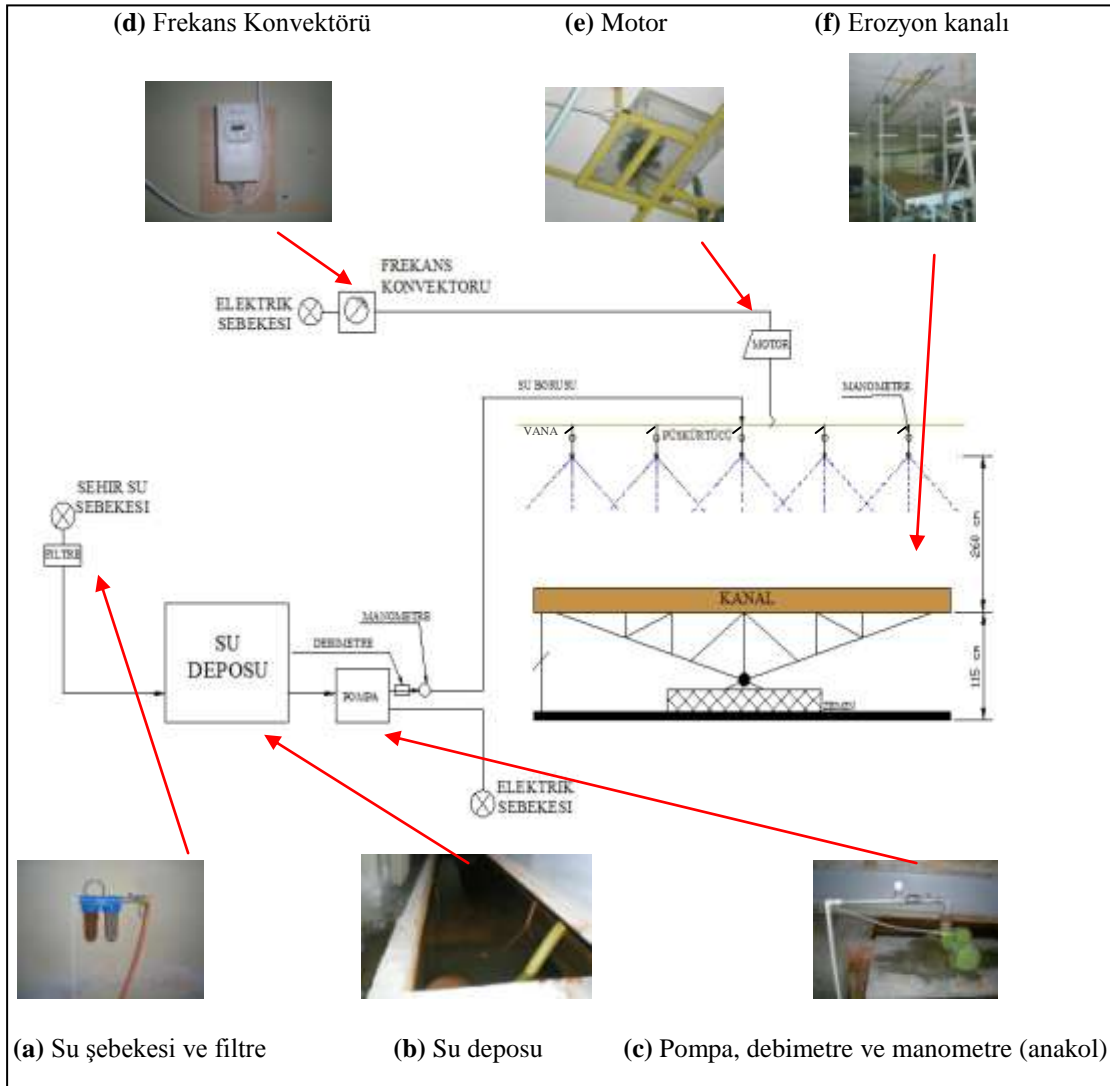 (d) Frekans Konvektörü
(e) Motor
(f) Erozyon kanalı
FREKANS
KONVEKTORU
ELEKTRIK
SEBEKESI
MOTOR
SU BORUSU
MANOMETRE
VANA
PÜSKÜRTÜCÜ
SEHIR SU
SEBEKESI
FILTRE
260 c
KANAL
SU
DEPOSU
MANOMETRE
DEBIMETRE
POMPA
115 c
ZEMIN
ELEKTRIK
SEBEKESI
(a) Su şebekesi ve filtre
(b) Su deposu
(c) Pompa, debimetre ve manometre (anakol)